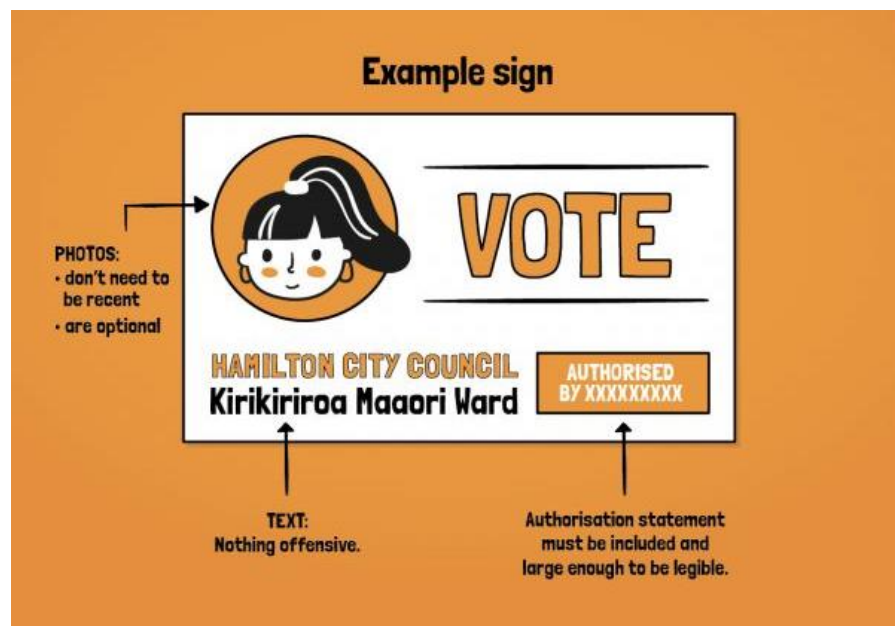 Example sign
VOTE
PHOTOS:
• don't need to
be recent
• are optional
HAMILTON CITY COUNCIL
Kirikiriroa Maaori Ward
AUTHORISED
BY XXXXXXXXX
TEXT:
Nothing offensive.
Authorisation statement
must be included and
large enough to be legible.